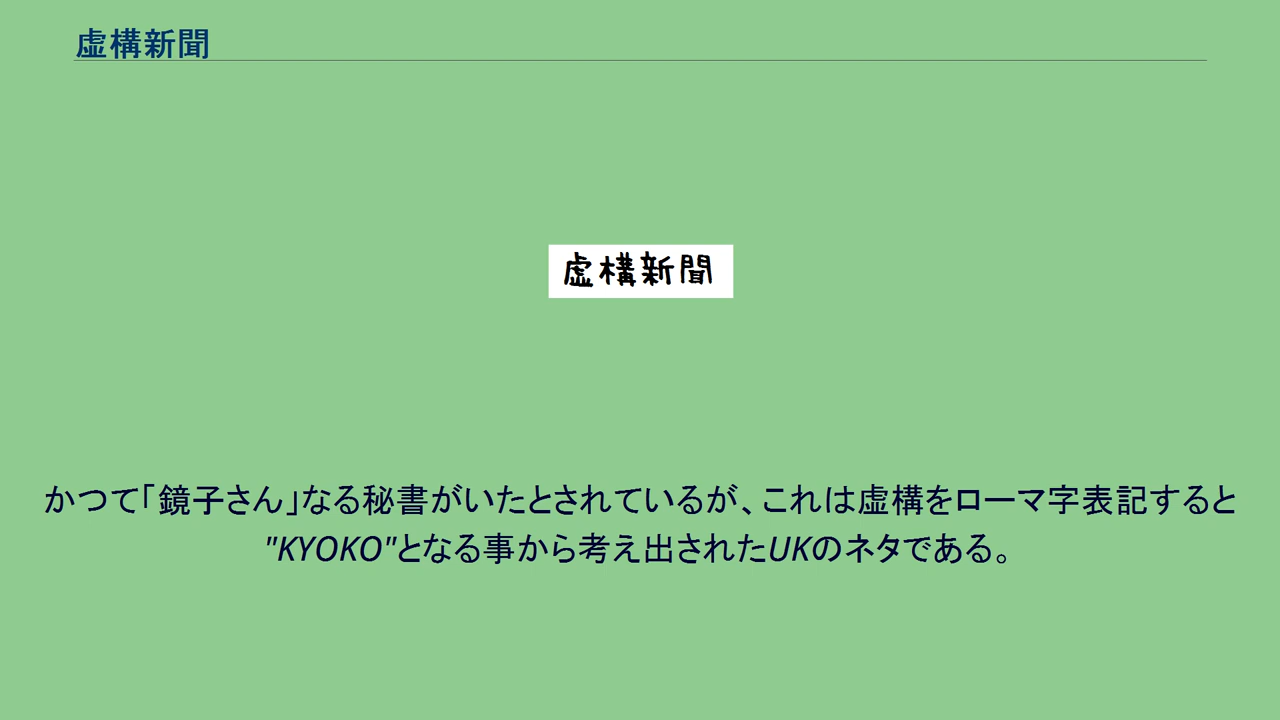 虚構新聞
虚構新聞
かつて「鏡子さん」なる秘書がいたとされているが、これは虚構をローマ字表記すると
"KYOKO"となる事から考え出されたUKのネタである。